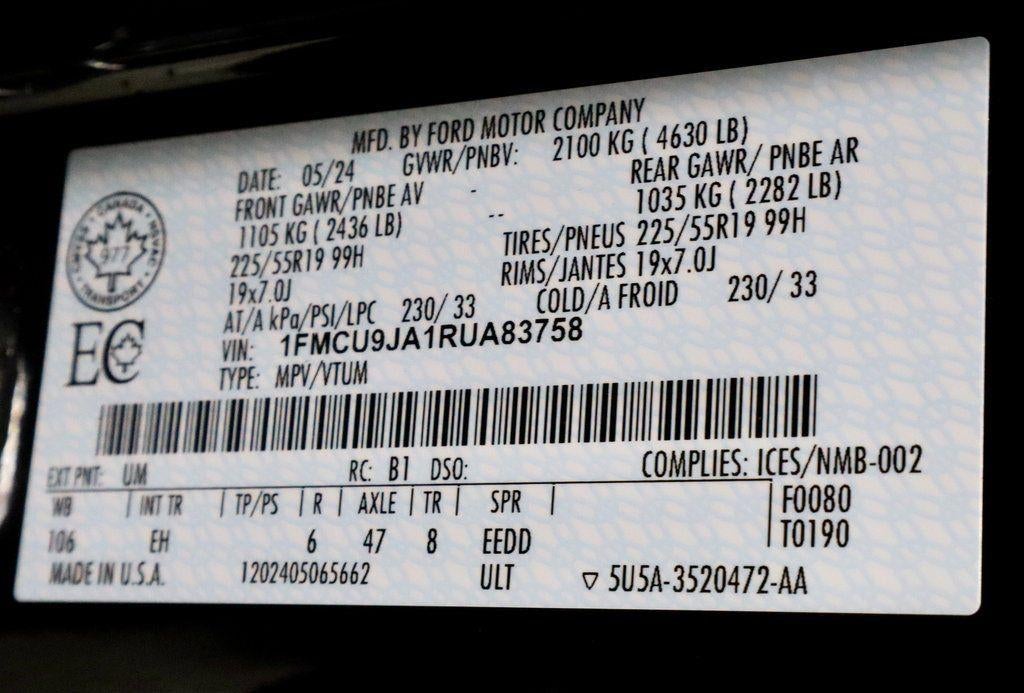 MFD. BY FORD MOTOR COMPANY
DATE: 05/24 GVWR/PNBV: 2100 KG ( 4630 LB)
FRONT GAWR/PNBE AV - REAR GAWR/ PNBE AR
1105 KG ( 2436 LB) -- 1035 KG ( 2282 LB)
225/55R19 99H TIRES/PNEUS 225/55R19 99H
19x7.0J RIMS/JANTES 19x7.0J
AT/A kPa/PSI/LPC 230/ 33 COLD/A FROID 230/ 33
VIN: 1FMCU9JA1RUA83758
TYPE: MPV/VTUM
CANADA
977
TRANSPORT
EC
EXT PNT: UM RC: B1 DSO: COMPLIES: ICES/NMB-002
WB | INT TR | TP/PS | R | AXLE | TR | SPR | F0080
106 EH 6 47 8 EEDD T0190
MADE IN U.S.A. 1202405065662 ULT ▽ 5U5A-3520472-AA